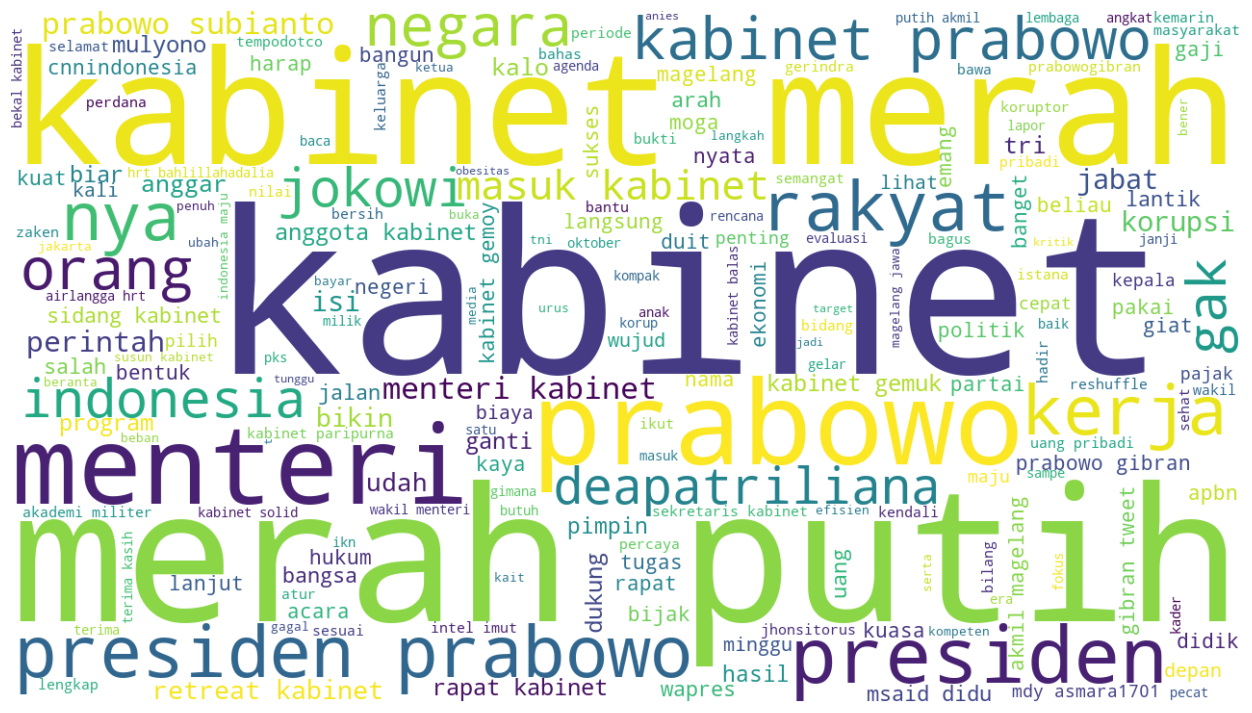 prabowo subianto
negara
anies
periode
kabinet prabowo
putih akmil
lembaga
angkat
kemarin
masyarakat
selamat
mulyono
tempodotco
bangun
bahas
gaji
cnnindonesia
harap
ketua
kalo
agenda
magelang
gerindra
bawa
prabowogibran
bekal kabinet
perdana
keluarga
kabinet merah
arah
koruptor
moga
sukses
lapor
baca
bukti
langkah
bener
nyata
emang
tri
pribadi
kuat
biar
hrt bahlillahadalia
obesitas
kali
anggar
nilai
jokowi
masuk kabinet
semangat
lihat
jabat
rakyat
banget
beliau
lantik
nya
penuh
bersih
buka
bantu
rencana
langsung
korupsi
zaken
indonesia maju
anggota kabinet
kabinet gemoy
tni
oktober
duit
penting
evaluasi
bagus
kritik
janji
jakarta
ubah
orang
kabinet
bayar
negeri
kompak
kabinet balas
ekonomi
magelang jawa
istana
kepala
gak
airlangga hrt
isi
milik
media
urus
korup
anak
target
bidang
cepat
baik
pakai
sidang kabinet
wujud
jadi
politik
giat
perintah
pilih
salah
susun kabinet
pks
gelar
hadir
bentuk
beranta
tunggu
jalan
menteri kabinet
nama
kabinet gemuk
partai
reshuffle
pajak
wakil
indonesia
prabowo
kerja
sehat
program
bikin
biaya
ikut
beban
kabinet paripurna
satu
ganti
uang pribadi
menteri
kaya
masuk
prabowo gibran
udah
gimana
deapatriliana
maju
sampe
apbn
akademi militer
kabinet solid
wakil menteri
butuh
sekretaris kabinet
efisien
kendali
merah putih
terima kasih
ikn
hukum
pimpin
percaya
uang
akmil magelang
bilang
fokus
gibran tweet
lanjut
bangsa
kait
dukung
tugas
serta
atur
rapat
era
acara
bijak
kader
terima
gagal
sesuai
intel imut
jhonsitorus
kuasa
kompeten
presiden prabowo
minggu
presiden
didik
hasil
depan
lengkap
retreat kabinet
rapat kabinet
wapres
msaid didu
mdy asmara1701
pecat